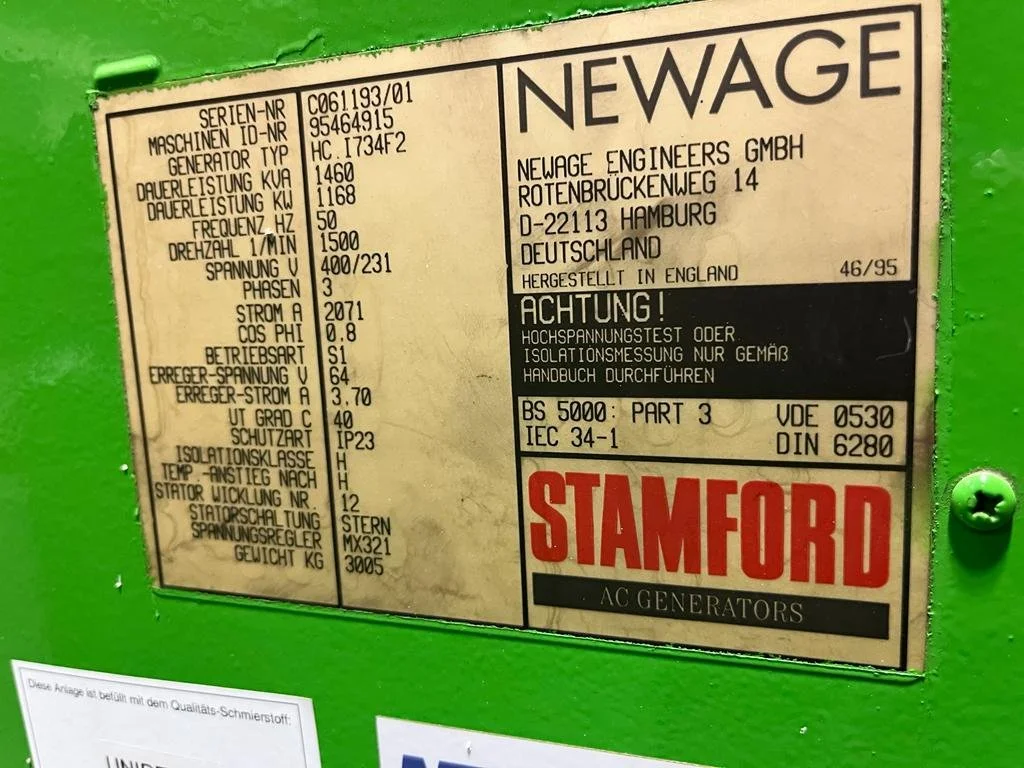 SERIEN-NR C061193/01
MASCHINEN ID-NR 95464915
GENERATOR TYP HC.I734F2
DAUERLEISTUNG KVA 1460
DAUERLEISTUNG KW 1168
FREQUENZ HZ 50
DREHZAHL 1/MIN 1500
SPANNUNG V 400/231
PHASEN 3
STROM A 2071
COS PHI 0.8
BETRIEBSART S1
ERREGER-SPANNUNG V 64
ERREGER-STROM A 3.70
UT GRAD C 40
SCHUTZART IP23
ISOLATIONSKLASSE H
TEMP.-ANSTIEG NACH H
STATOR WICKLUNG NR. 12
STATORSCHALTUNG STERN
SPANNUNGSREGLER MX321
GEWICHT KG 3005
NEWAGE
NEWAGE ENGINEERS GMBH
ROTENBRÜCKENWEG 14
D-22113 HAMBURG
DEUTSCHLAND
HERGESTELLT IN ENGLAND 46/95
ACHTUNG!
HOCHSPANNUNGSTEST ODER
ISOLATIONSMESSUNG NUR GEMÄß
HANDBUCH DURCHFÜHREN
BS 5000: PART 3 VDE 0530
IEC 34-1 DIN 6280
STAMFORD
AC GENERATORS
Diese Anlage ist befüllt mit dem Qualitäts-Schmierstoff: